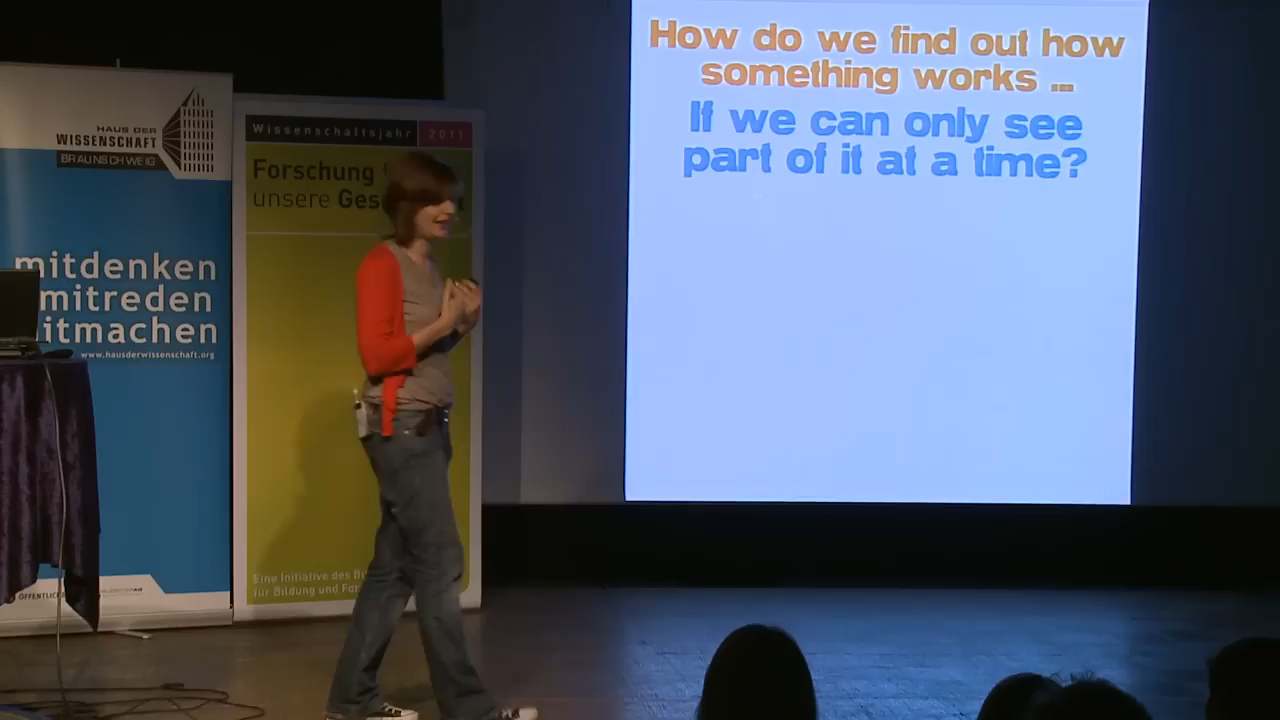 How do we find out how
something works ...
If we can only see
part of it at a time?
HAUS DER
WISSENSCHAFT
BRAUNSCHWEIG
mitdenken
mitreden
itmachen
www.hausderwissenschaft.org
Wissenschaftsjahr 2011
Forschung
unsere Ges
Eine Initiative des Bu
für Bildung und For